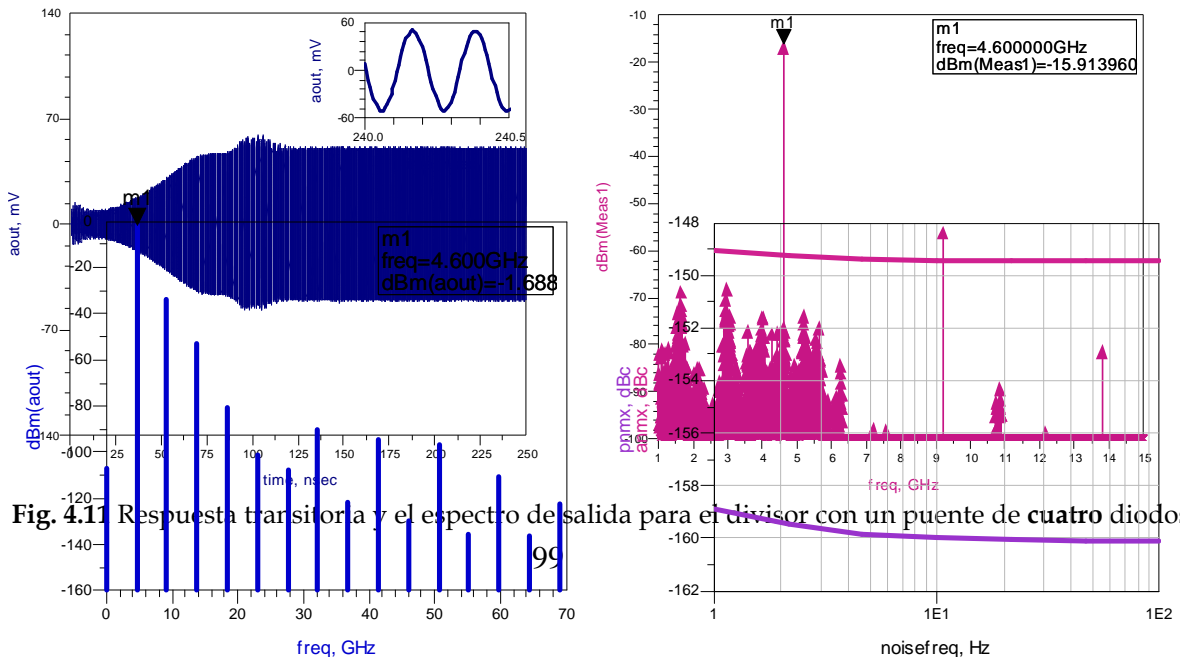 140
70
0
-70
-140
aout, mV
60
0
-60
aout, mV
240.0 240.5
m1
m1
freq=4.600GHz
dBm(aout)=-1.688
25 50 75 100 125 150 175 200 225 250
time, nsec
0
-20
-40
-60
-80
-100
-120
-140
-160
dBm(aout)
0 10 20 30 40 50 60 70
freq, GHz
-10
-20
-30
-40
-50
-60
-70
-80
-90
-100
dBm(Meas1)
m1
m1
freq=4.600000GHz
dBm(Meas1)=-15.913960
1 2 3 4 5 6 7 8 9 10 11 12 13 14 15
freq, GHz
-148
-150
-152
-154
-156
-158
-160
-162
pnmx, dBc
anmx, dBc
1 1E1 1E2
noisefreq, Hz
Fig. 4.11 Respuesta transitoria y el espectro de salida para el divisor con un puente de cuatro diodos
99